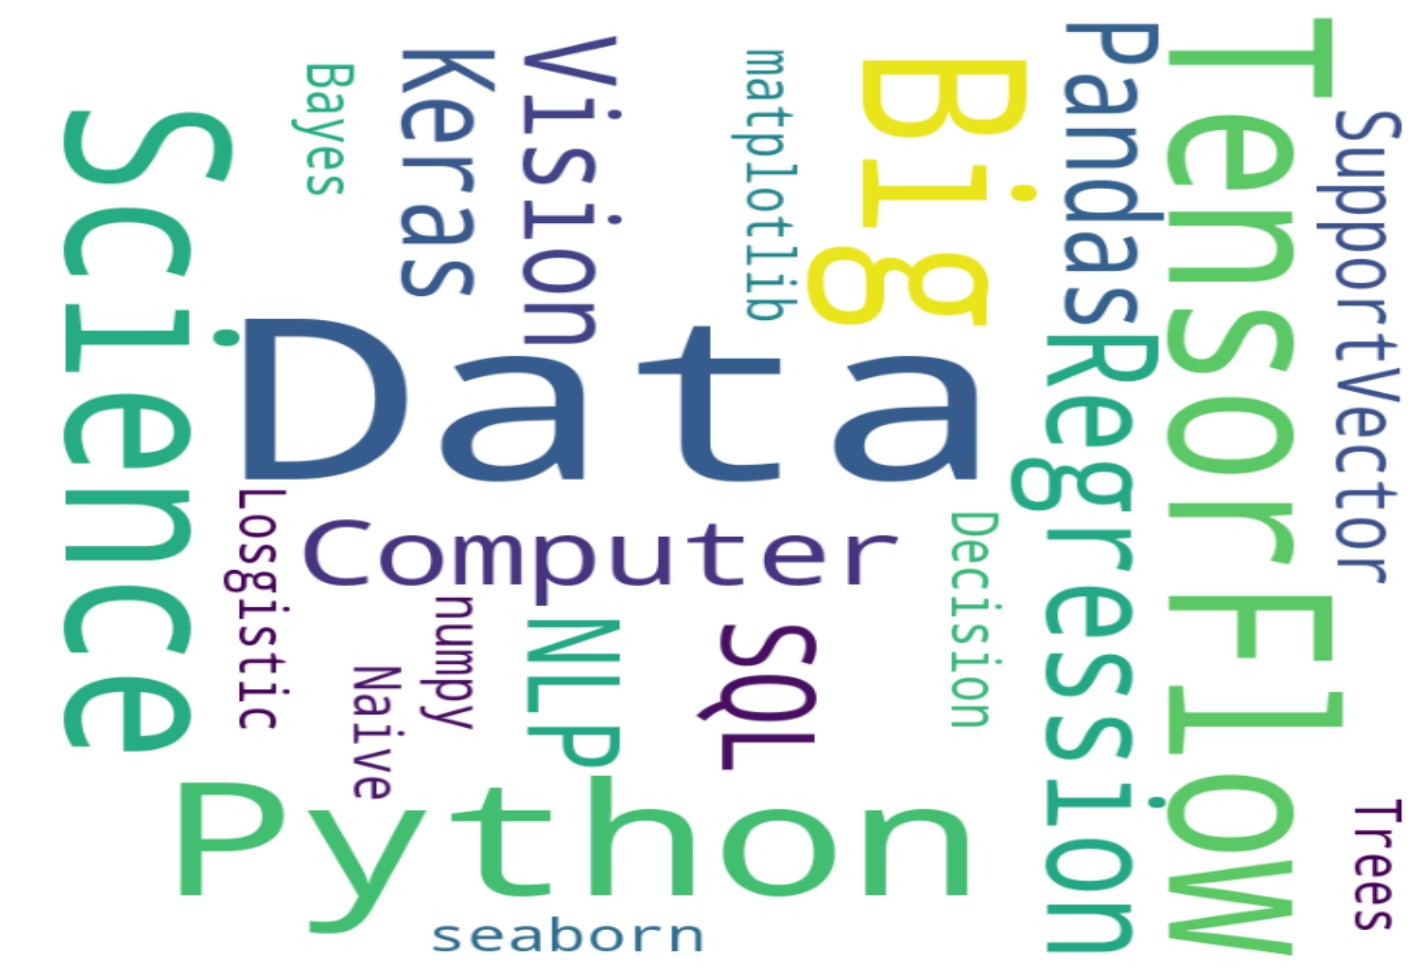 Science
Bayes
Keras
Vision
matplotlib
Big
Pandas
TensorFlow
SupportVector
Data
Regression
Losgistic
Computer
Decision
numpy
NLP
SQL
Naive
Python
Trees
seaborn